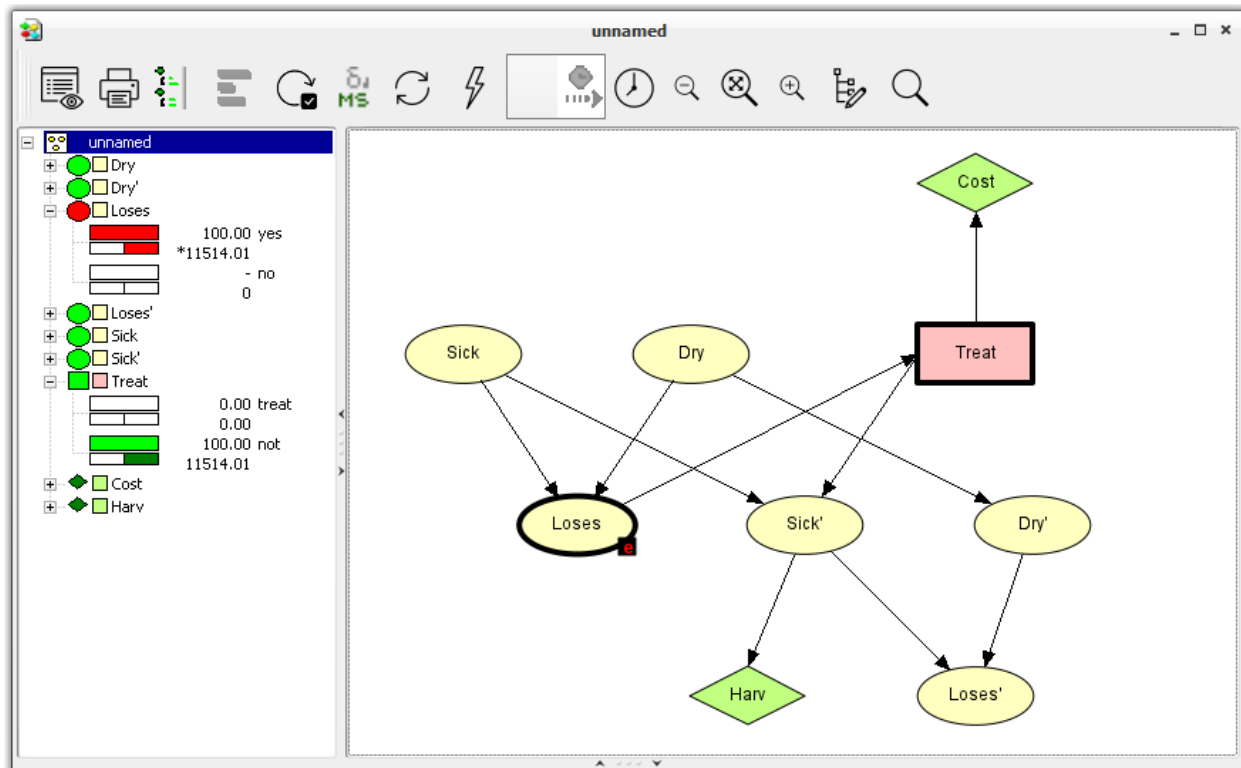 unnamed
δ
MS
unnamed
Dry
Dry'
Loses
100.00 yes
*11514.01
- no
0
Loses'
Sick
Sick'
Treat
0.00 treat
0.00
100.00 not
11514.01
Cost
Harv
Cost
Sick
Dry
Treat
Loses
e
Sick'
Dry'
Harv
Loses'